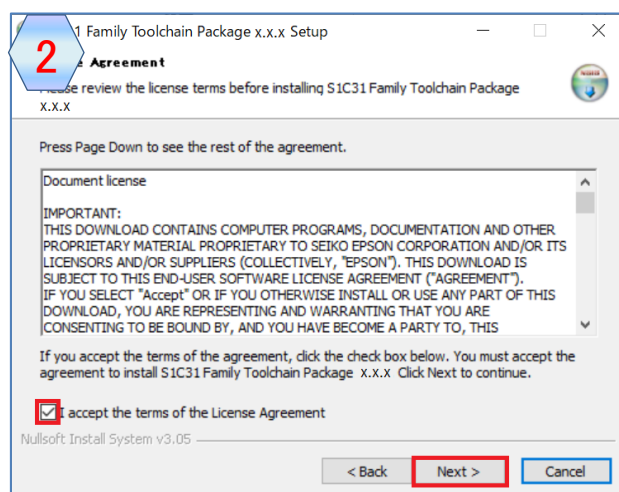 1 Family Toolchain Package x.x.x Setup
2
Agreement
review the license terms before installing S1C31 Family Toolchain Package
x.x.x
Press Page Down to see the rest of the agreement.
Document license
IMPORTANT:
THIS DOWNLOAD CONTAINS COMPUTER PROGRAMS, DOCUMENTATION AND OTHER
PROPRIETARY MATERIAL PROPRIETARY TO SEIKO EPSON CORPORATION AND/OR ITS
LICENSORS AND/OR SUPPLIERS (COLLECTIVELY, "EPSON"). THIS DOWNLOAD IS
SUBJECT TO THIS END-USER SOFTWARE LICENSE AGREEMENT ("AGREEMENT").
IF YOU SELECT "Accept" OR IF YOU OTHERWISE INSTALL OR USE ANY PART OF THIS
DOWNLOAD, YOU ARE REPRESENTING AND WARRANTING THAT YOU ARE
CONSENTING TO BE BOUND BY, AND YOU HAVE BECOME A PARTY TO, THIS
If you accept the terms of the agreement, click the check box below. You must accept the
agreement to install S1C31 Family Toolchain Package x.x.x Click Next to continue.
I accept the terms of the License Agreement
Nullsoft Install System v3.05
< Back Next > Cancel